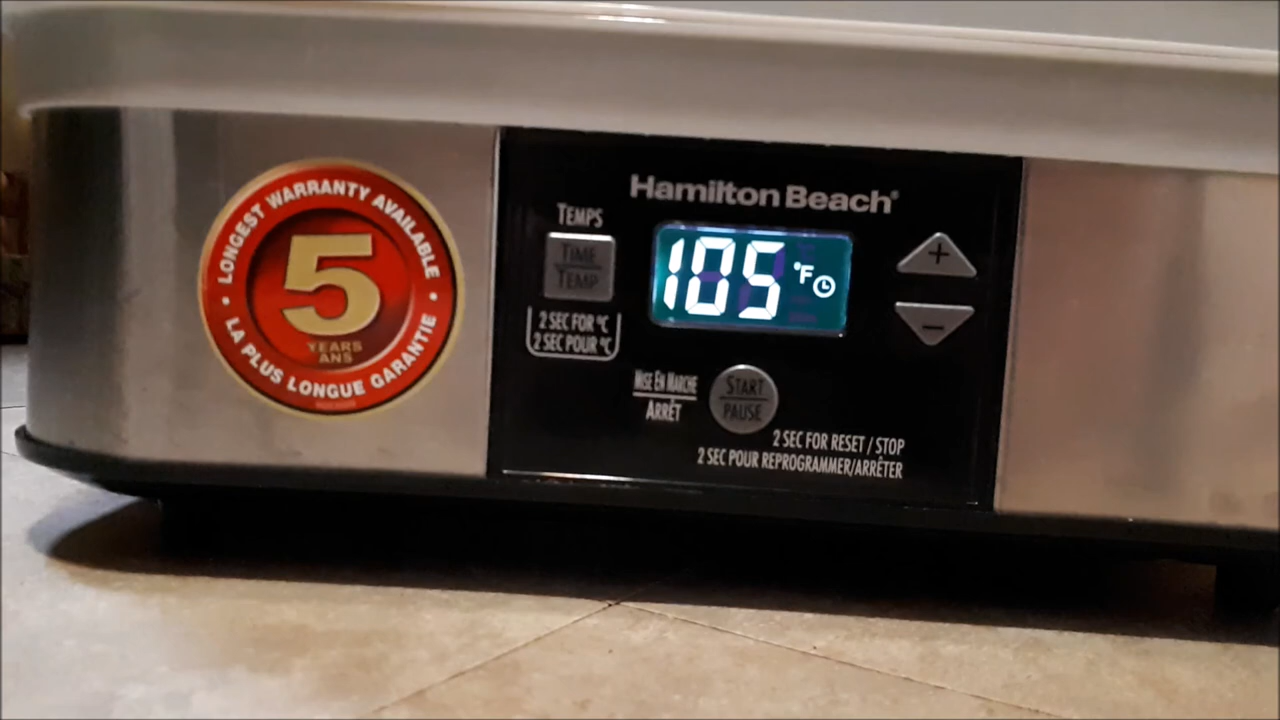 LONGEST WARRANTY AVAILABLE
5
YEARS
ANS
LA PLUS LONGUE GARANTIE
Hamilton Beach®
TEMPS
TIME
TEMP
2 SEC FOR °C
2 SEC POUR °C
105 °F
MISE EN MARCHE
ARRÊT
START
PAUSE
+
−
2 SEC FOR RESET / STOP
2 SEC POUR REPROGRAMMER/ARRÊTER